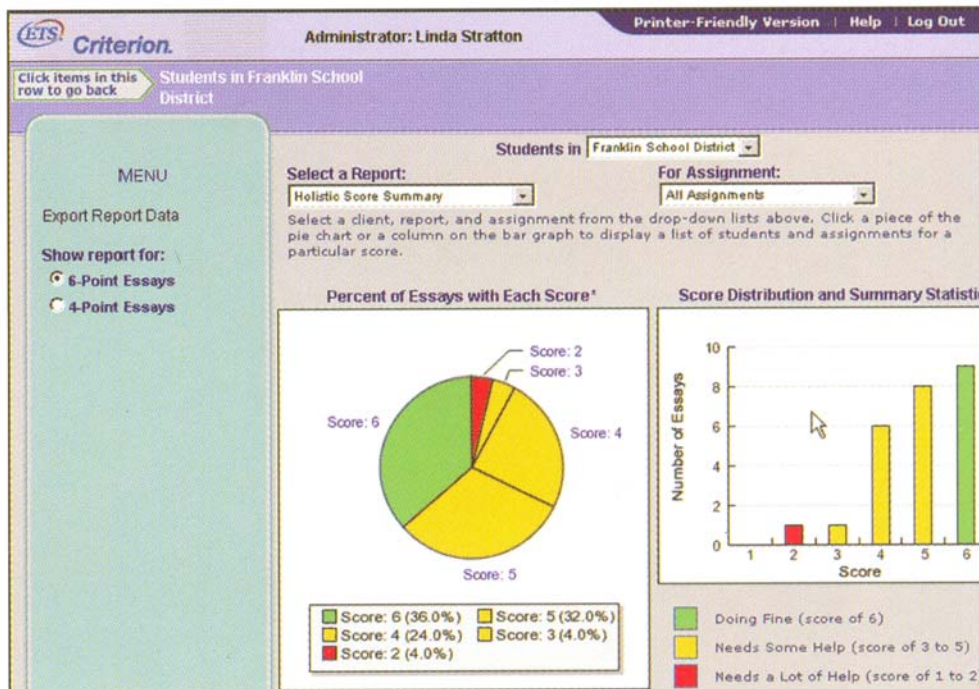 ETS Criterion.
Administrator: Linda Stratton
Printer-Friendly Version | Help | Log Out
Click items in this
row to go back
Students in Franklin School
District
MENU
Export Report Data
Show report for:
6-Point Essays
4-Point Essays
Students in Franklin School District
Select a Report:
Holistic Score Summary
For Assignment:
All Assignments
Select a client, report, and assignment from the drop-down lists above. Click a piece of the
pie chart or a column on the bar graph to display a list of students and assignments for a
particular score.
Percent of Essays with Each Score*
Score: 2
Score: 3
Score: 6
Score: 4
Score: 5
Score: 6 (36.0%) Score: 5 (32.0%)
Score: 4 (24.0%) Score: 3 (4.0%)
Score: 2 (4.0%)
Score Distribution and Summary Statisti
Number of Essays
10
8
6
4
2
0
1 2 3 4 5 6
Score
Doing Fine (score of 6)
Needs Some Help (score of 3 to 5)
Needs a Lot of Help (score of 1 to 2